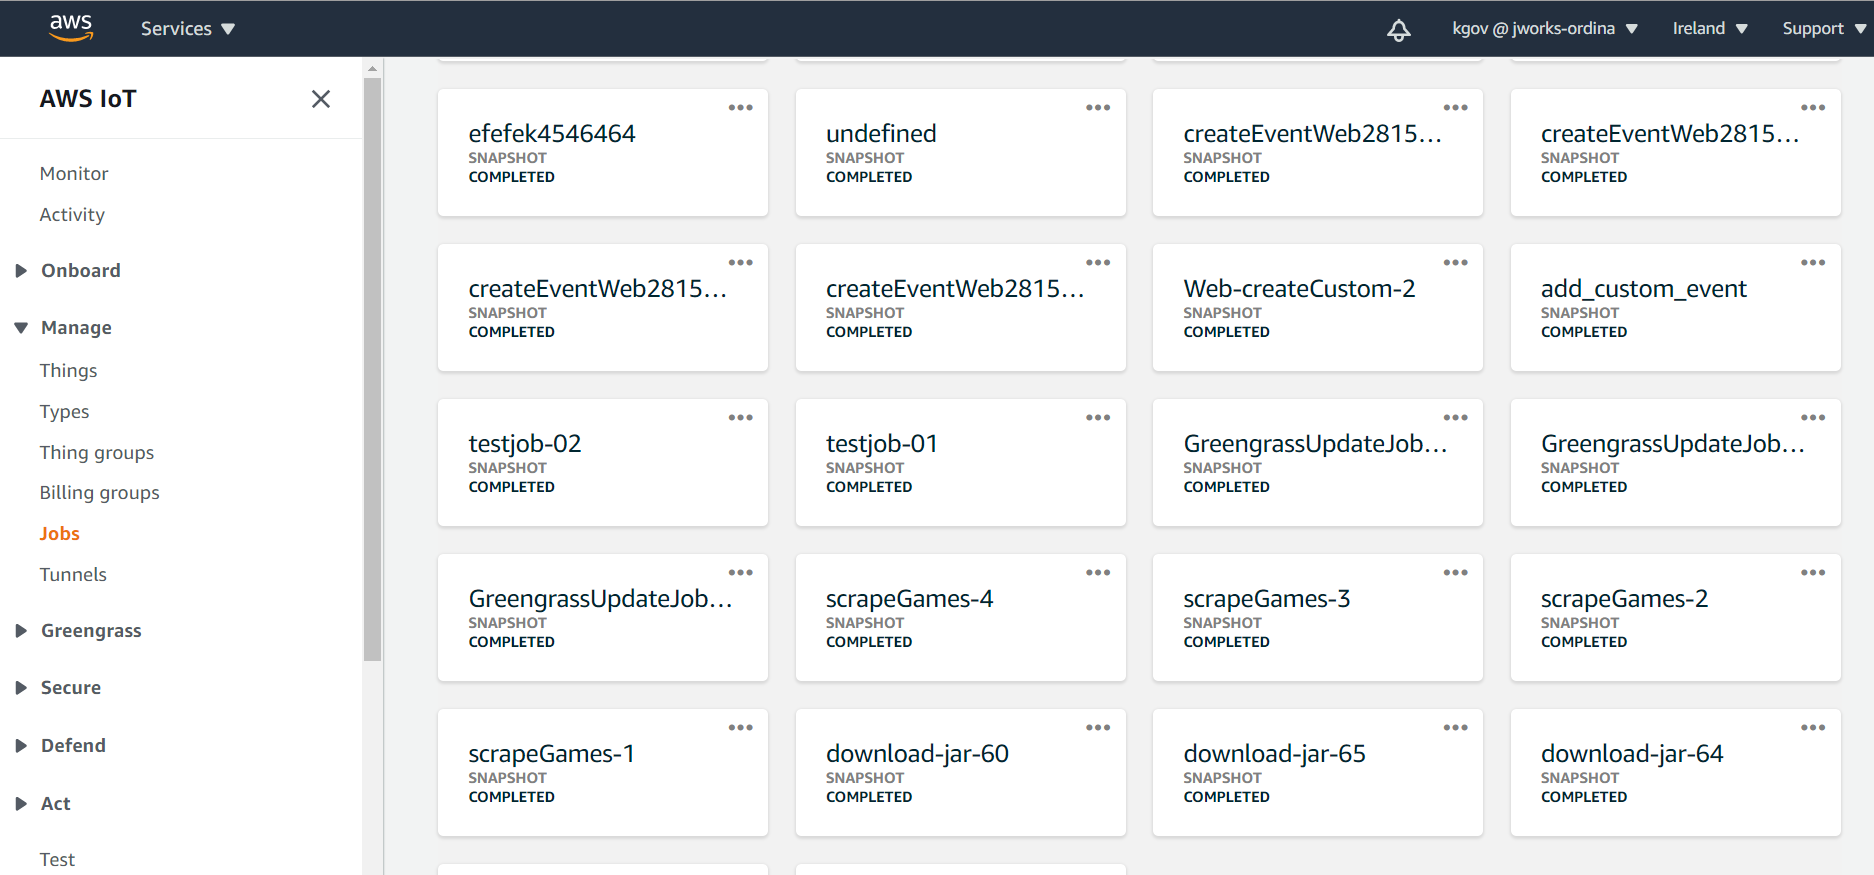 aws
Services
kgov @ jworks-ordina
Ireland
Support
AWS IoT
Monitor
Activity
Onboard
Manage
Things
Types
Thing groups
Billing groups
Jobs
Tunnels
Greengrass
Secure
Defend
Act
Test
efefek4546464
SNAPSHOT
COMPLETED
undefined
SNAPSHOT
COMPLETED
createEventWeb2815...
SNAPSHOT
COMPLETED
createEventWeb2815...
SNAPSHOT
COMPLETED
createEventWeb2815...
SNAPSHOT
COMPLETED
createEventWeb2815...
SNAPSHOT
COMPLETED
Web-createCustom-2
SNAPSHOT
COMPLETED
add_custom_event
SNAPSHOT
COMPLETED
testjob-02
SNAPSHOT
COMPLETED
testjob-01
SNAPSHOT
COMPLETED
GreengrassUpdateJob...
SNAPSHOT
COMPLETED
GreengrassUpdateJob...
SNAPSHOT
COMPLETED
GreengrassUpdateJob...
SNAPSHOT
COMPLETED
scrapeGames-4
SNAPSHOT
COMPLETED
scrapeGames-3
SNAPSHOT
COMPLETED
scrapeGames-2
SNAPSHOT
COMPLETED
scrapeGames-1
SNAPSHOT
COMPLETED
download-jar-60
SNAPSHOT
COMPLETED
download-jar-65
SNAPSHOT
COMPLETED
download-jar-64
SNAPSHOT
COMPLETED